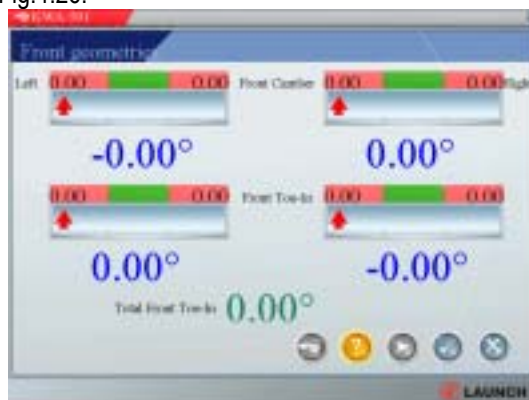 Fig.1.20.
Front geometries
Left 0.00 0.00 Front Camber 0.00 0.00 Right
-0.00° 0.00°
0.00 0.00 Front Toe-In 0.00 0.00
0.00° -0.00°
Total Front Toe-In 0.00°
LAUNCH